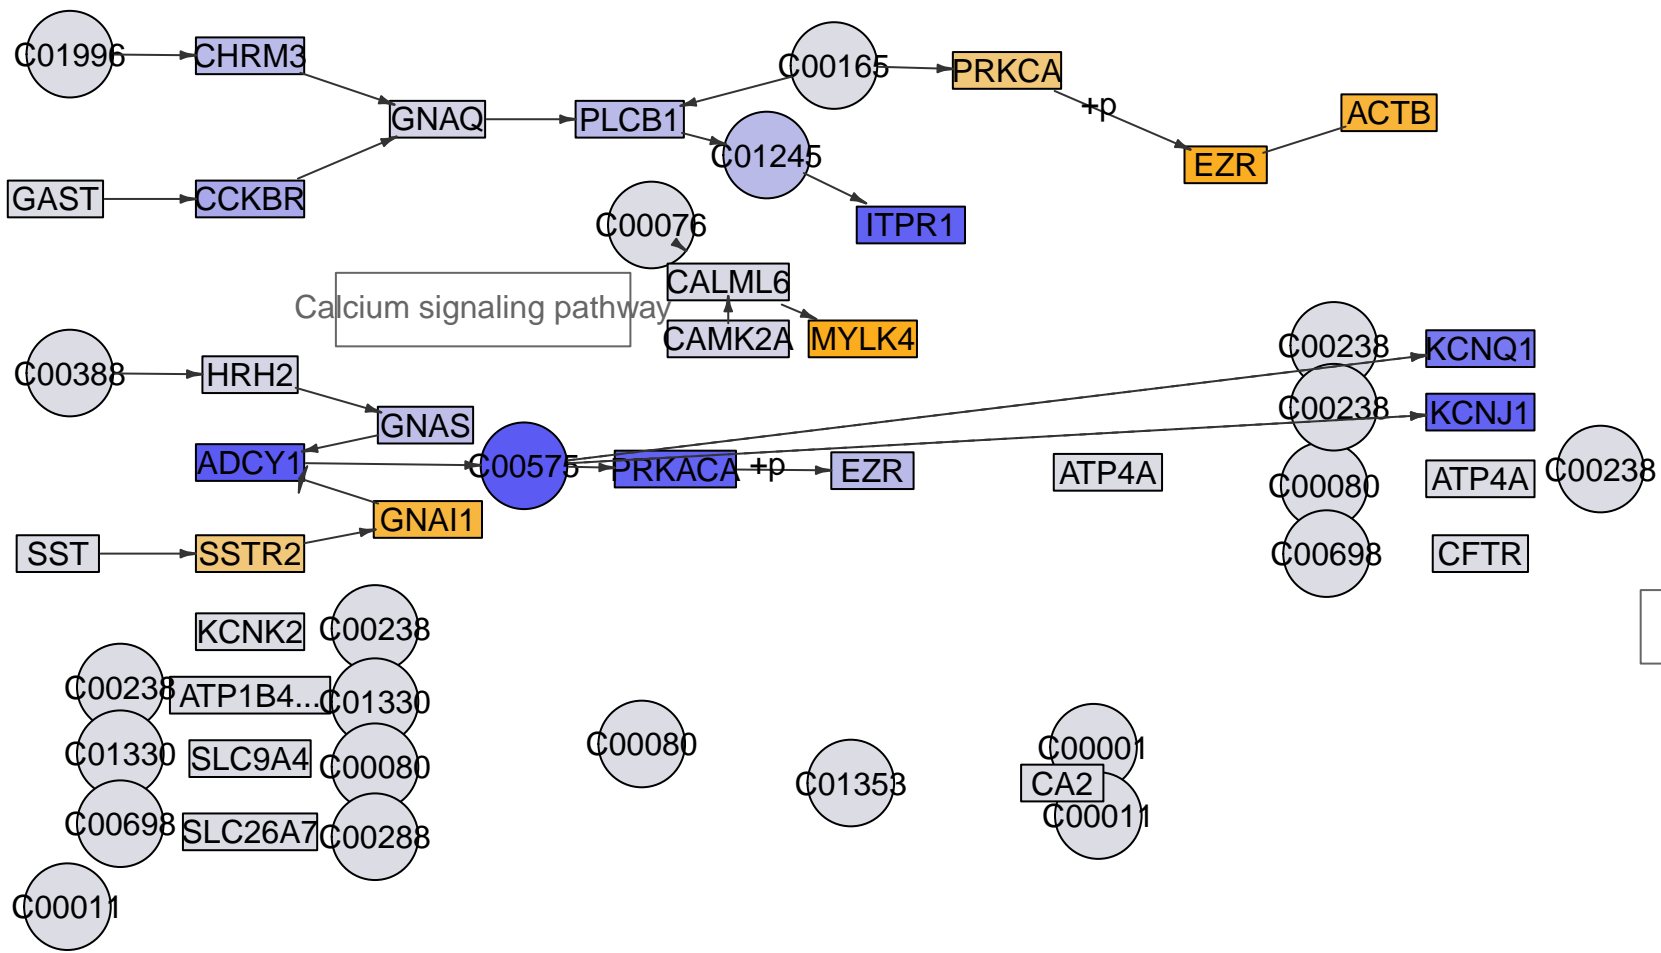 C01996
CHRM3
C00165
PRKCA
+p
ACTB
GNAQ
PLCB1
C01245
EZR
GAST
CCKBR
C00076
ITPR1
CALML6
Calcium signaling pathway
CAMK2A
MYLK4
C00238
KCNQ1
C00388
HRH2
C00238
KCNJ1
GNAS
ADCY1
C00575
PRKACA
+p
EZR
ATP4A
C00080
ATP4A
C00238
GNAI1
SST
SSTR2
C00698
CFTR
KCNK2
C00238
C00238
ATP1B4...
C01330
C01330
SLC9A4
C00080
C00080
C01353
C00001
CA2
C00011
C00698
SLC26A7
C00288
C00011